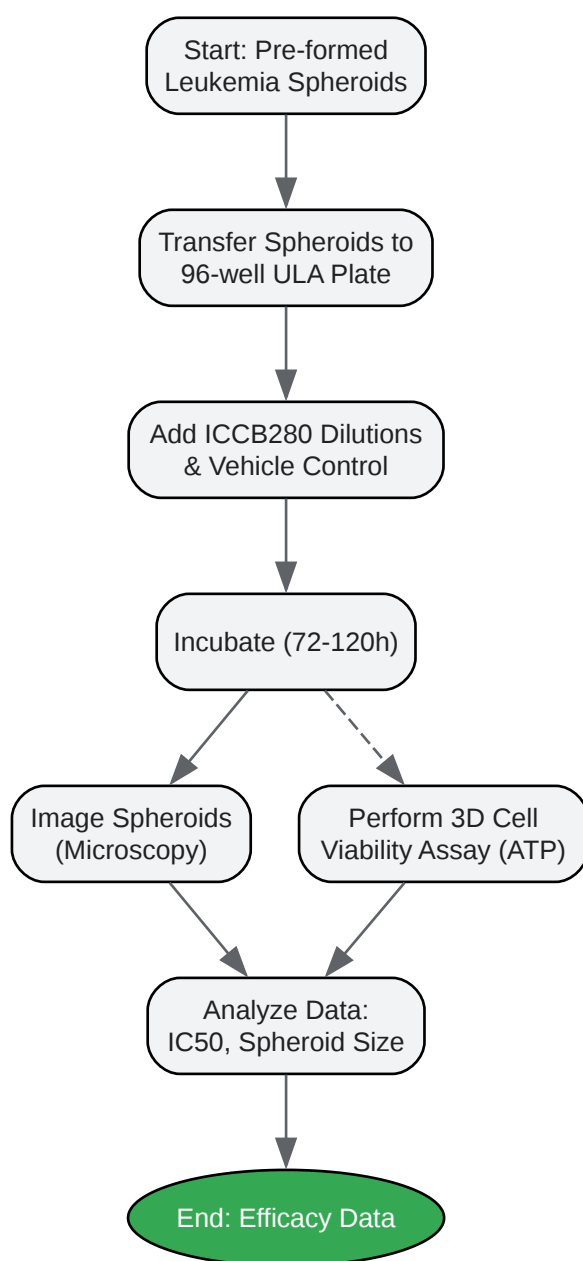 Start: Pre-formed
Leukemia Spheroids
Transfer Spheroids to
96-well ULA Plate
Add ICCB280 Dilutions
& Vehicle Control
Incubate (72-120h)
Image Spheroids
(Microscopy)
Perform 3D Cell
Viability Assay (ATP)
Analyze Data:
IC50, Spheroid Size
End: Efficacy Data